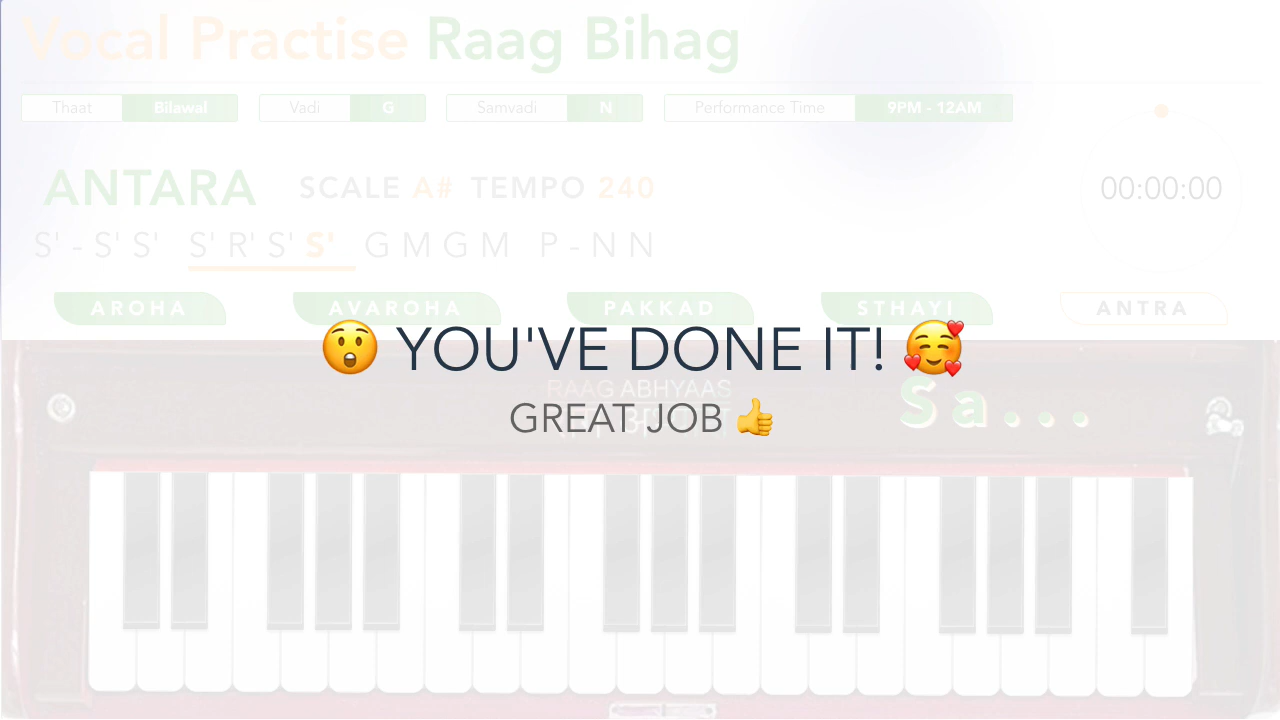 Vocal Practise Raag Bihag
Thaat Bilawal Vadi G Samvadi N Performance Time 9PM - 12AM
ANTARA SCALE A# TEMPO 240
00:00:00
S' - S' S' S' R' S' S' G M G M P - N N
AROHA AVAROHA PAKKAD STHAYI ANTRA
😲 YOU'VE DONE IT! 🥰
RAAG ABHYAAS
Sa...
GREAT JOB 👍